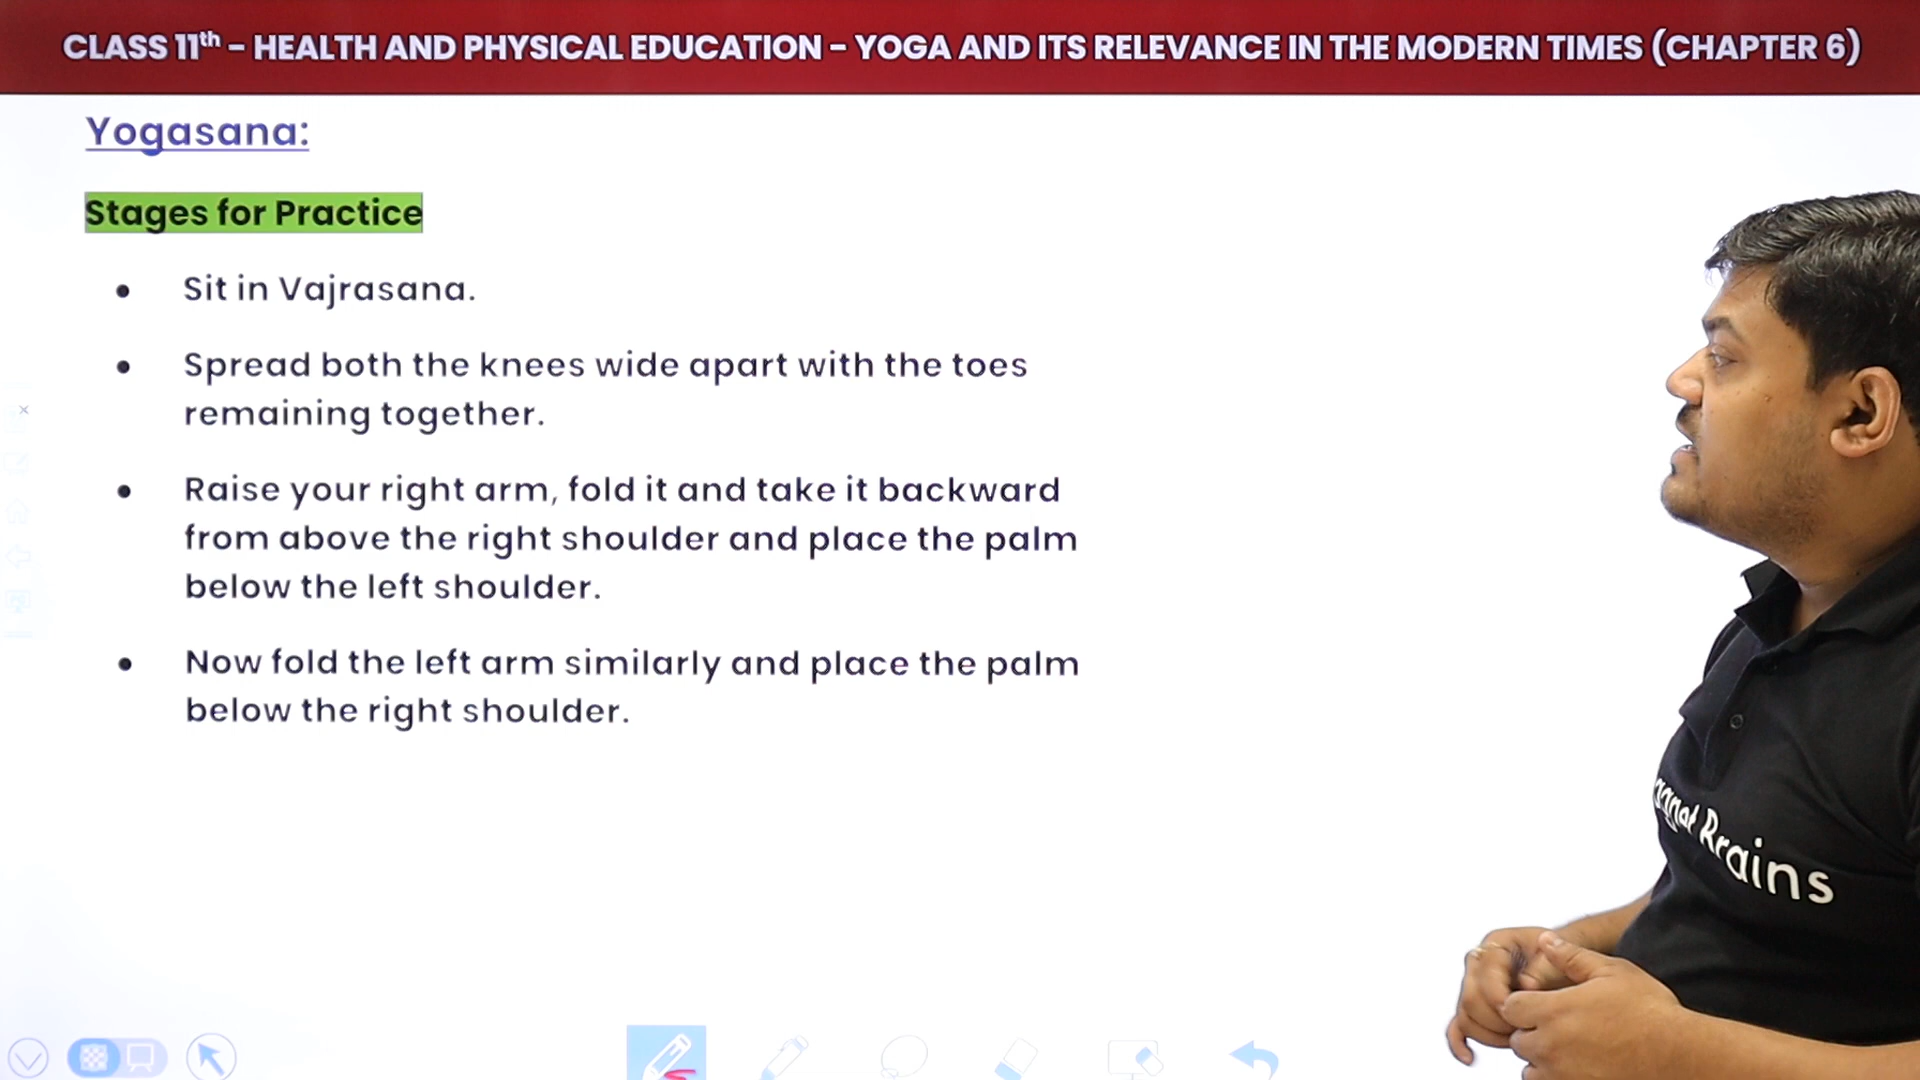 CLASS 11th – HEALTH AND PHYSICAL EDUCATION – YOGA AND ITS RELEVANCE IN THE MODERN TIMES (CHAPTER 6)
Yogasana:
Stages for Practice
• Sit in Vajrasana.
• Spread both the knees wide apart with the toes
remaining together.
• Raise your right arm, fold it and take it backward
from above the right shoulder and place the palm
below the left shoulder.
• Now fold the left arm similarly and place the palm
below the right shoulder.
Brains